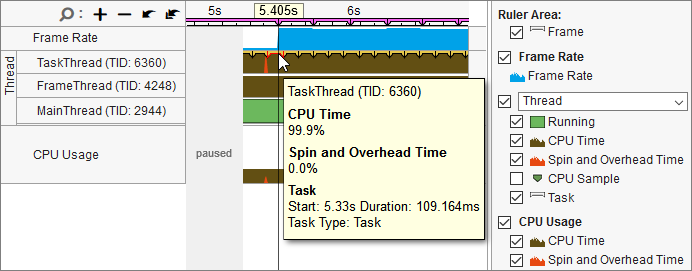 5s 5.405s 6s
Frame Rate
Thread
TaskThread (TID: 6360)
FrameThread (TID: 4248)
MainThread (TID: 2944)
CPU Usage
paused
TaskThread (TID: 6360)
CPU Time
99.9%
Spin and Overhead Time
0.0%
Task
Start: 5.33s Duration: 109.164ms
Task Type: Task
Ruler Area:
Frame
Frame Rate
Frame Rate
Thread
Running
CPU Time
Spin and Overhead Time
CPU Sample
Task
CPU Usage
CPU Time
Spin and Overhead Time